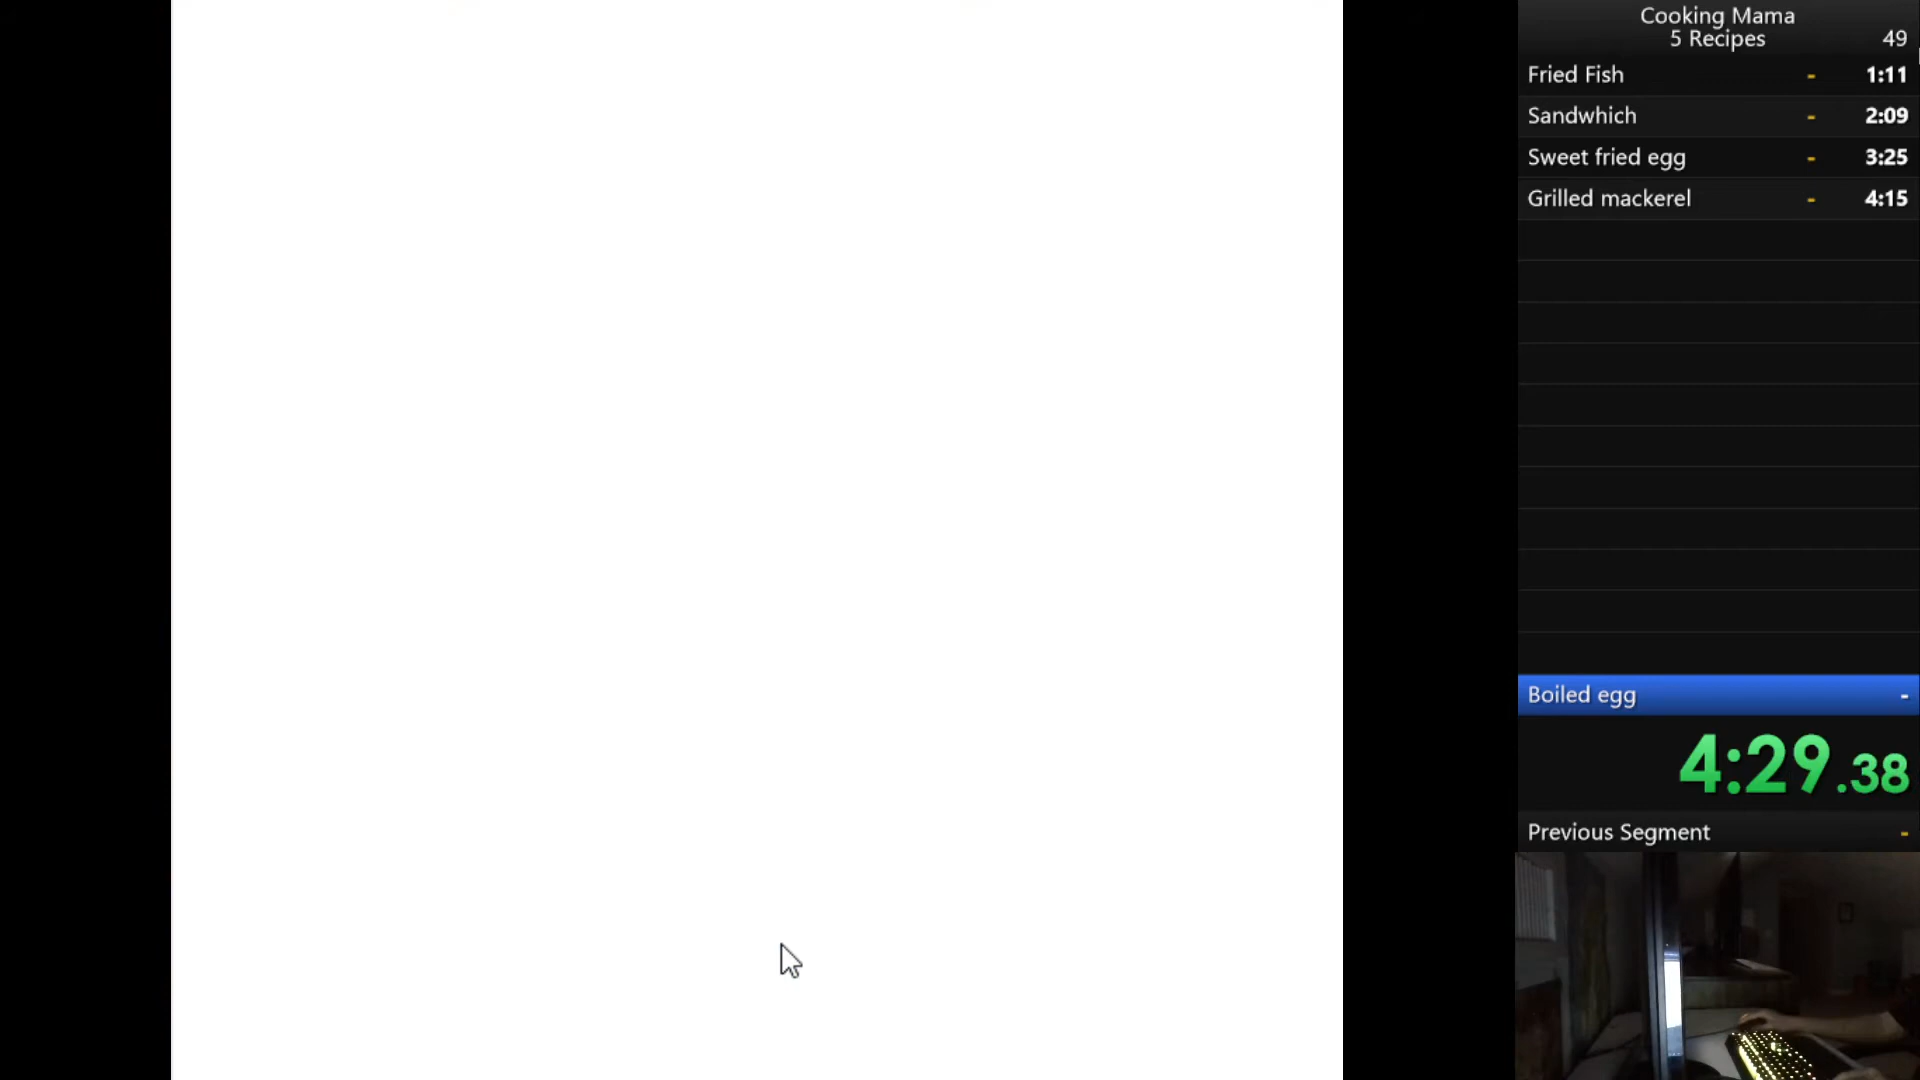 Cooking Mama
5 Recipes 49
Fried Fish - 1:11
Sandwhich - 2:09
Sweet fried egg - 3:25
Grilled mackerel - 4:15
Boiled egg -
4:29.38
Previous Segment -